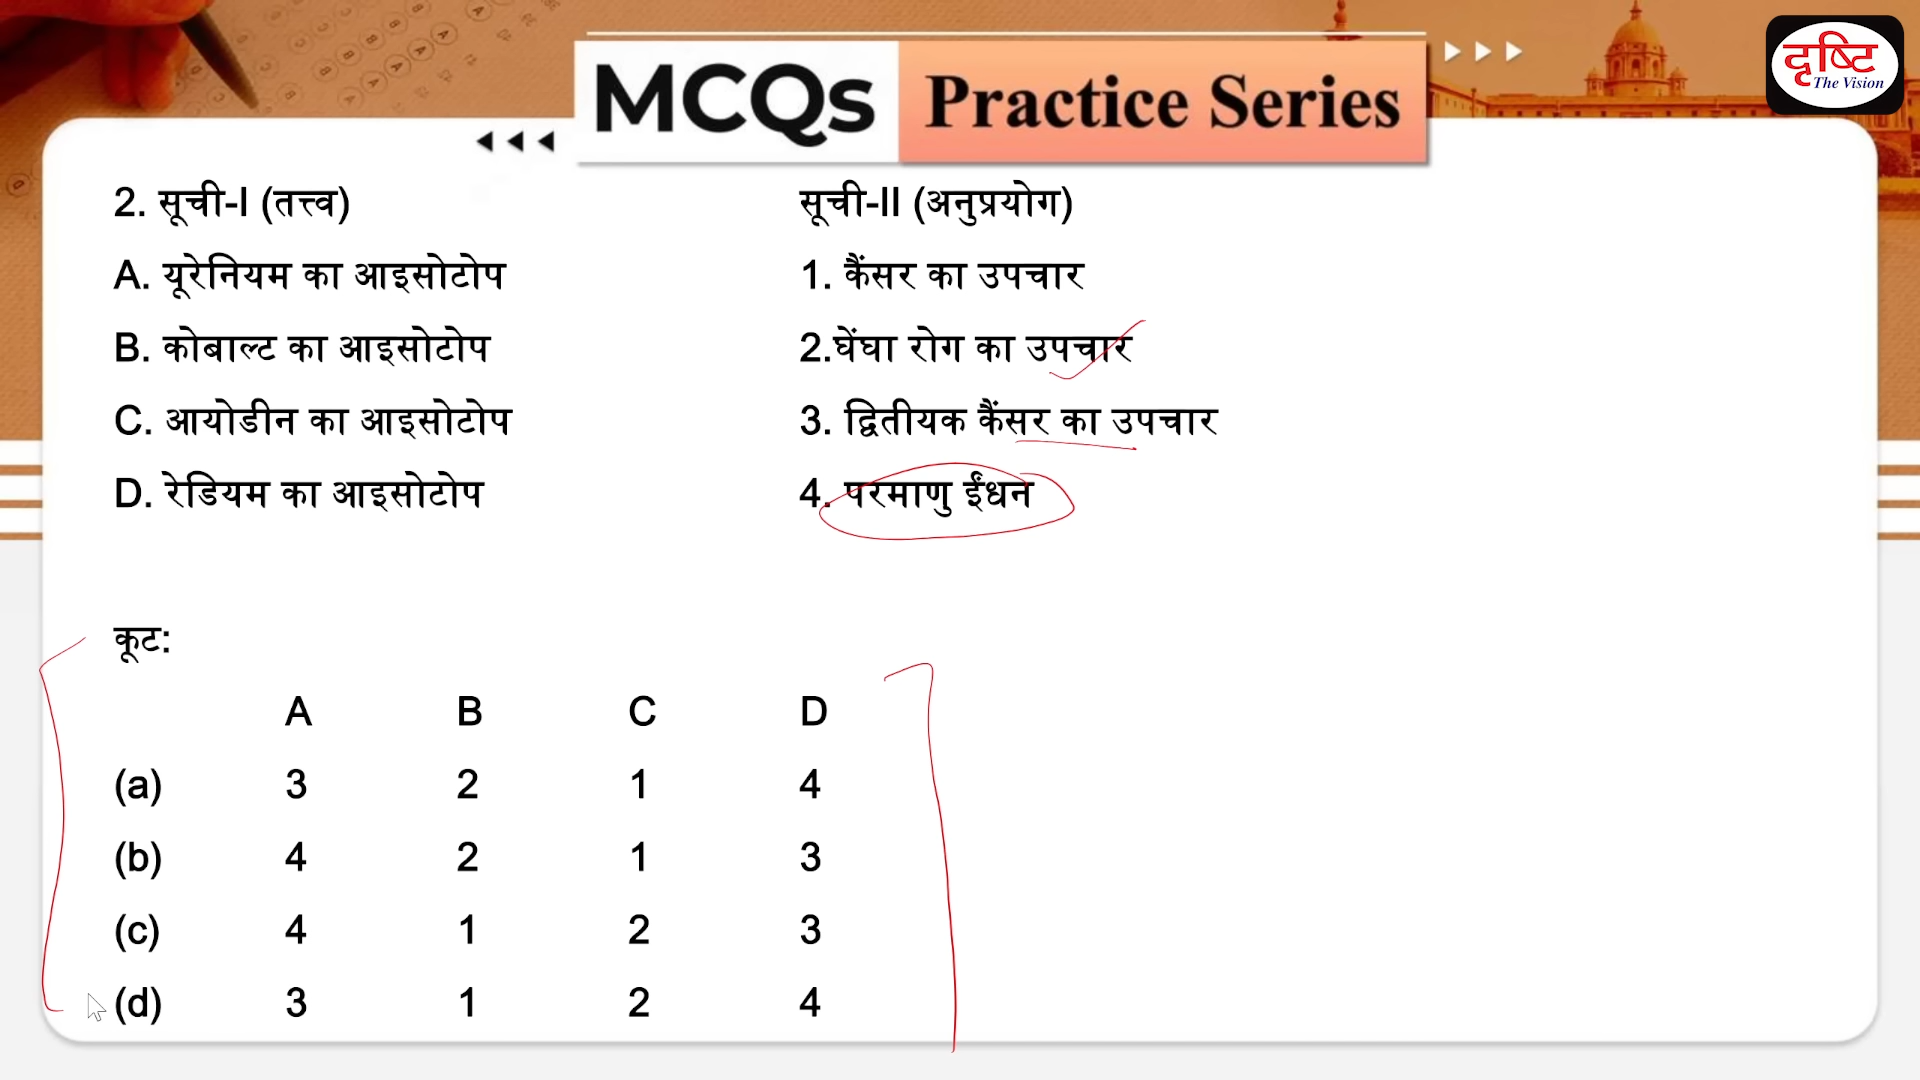 MCQs Practice Series
दृष्टि
The Vision
2. सूची-I (तत्त्व) सूची-II (अनुप्रयोग)
A. यूरेनियम का आइसोटोप 1. कैंसर का उपचार
B. कोबाल्ट का आइसोटोप 2.घेंघा रोग का उपचार
C. आयोडीन का आइसोटोप 3. द्वितीयक कैंसर का उपचार
D. रेडियम का आइसोटोप 4. परमाणु ईंधन
कूट:
A B C D
(a) 3 2 1 4
(b) 4 2 1 3
(c) 4 1 2 3
(d) 3 1 2 4